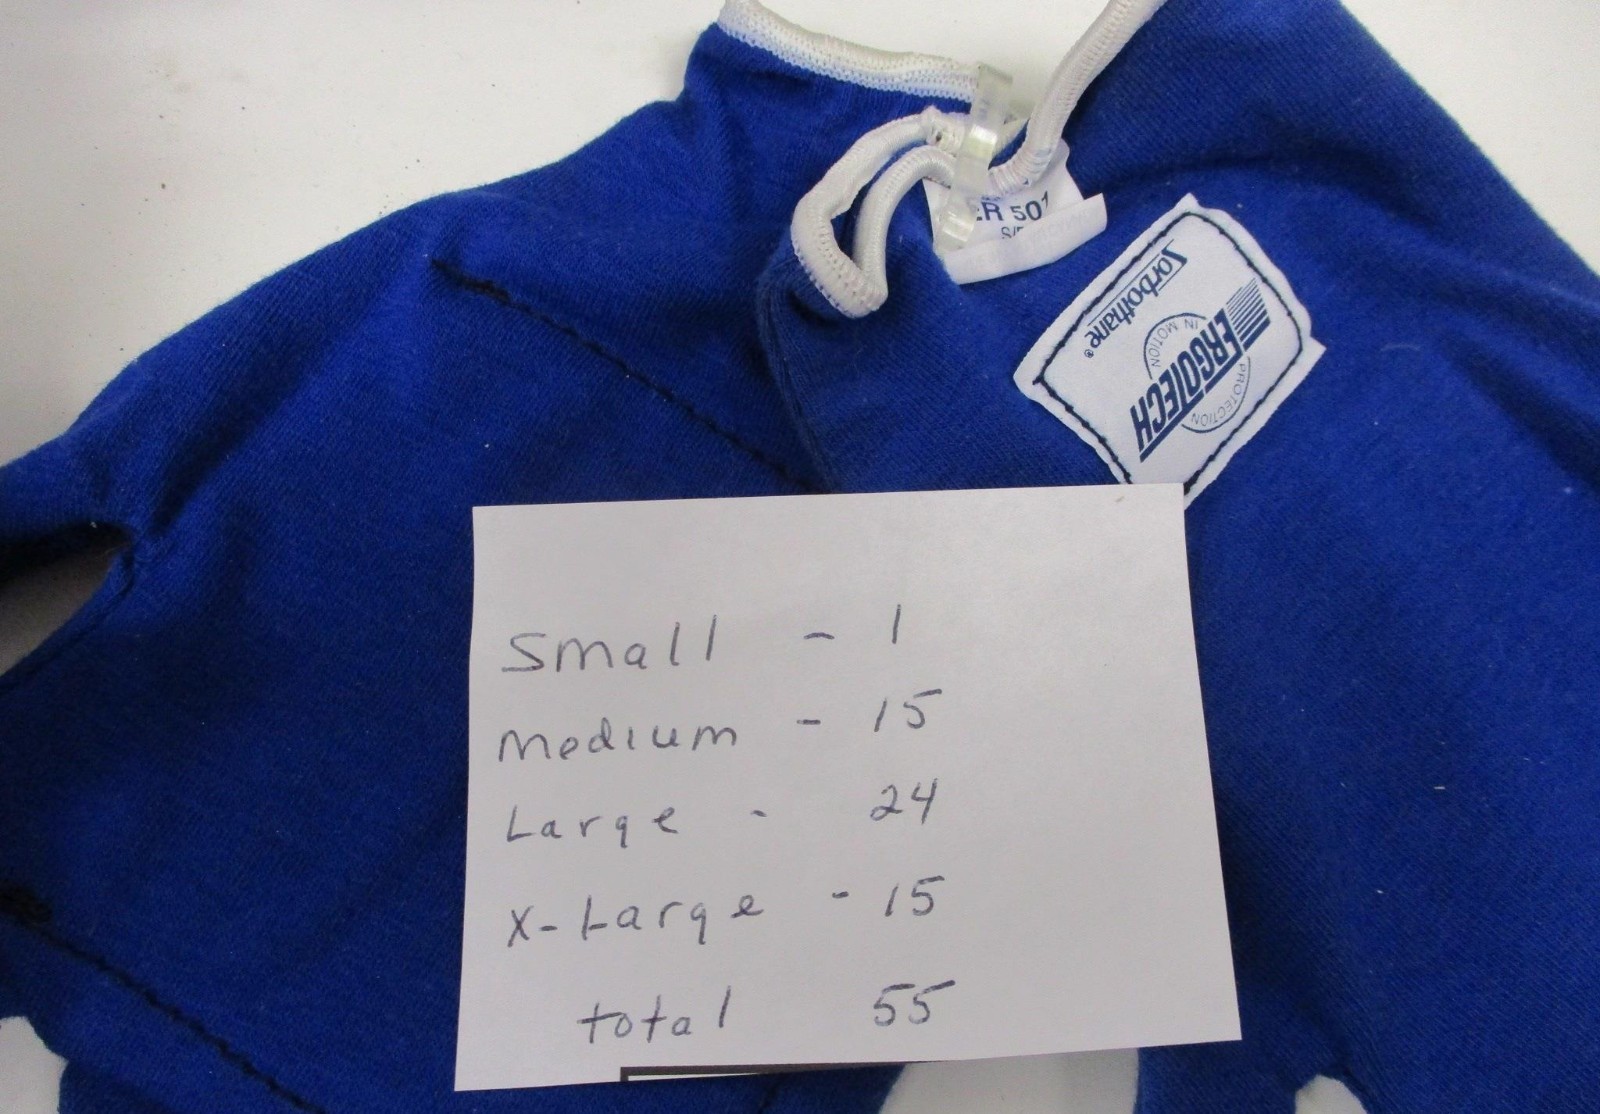 ER 501
Sorbothane®
ERGOTECH
PROTECTION
IN MOTION
Small - 1
Medium - 15
Large - 24
X-Large - 15
total 55